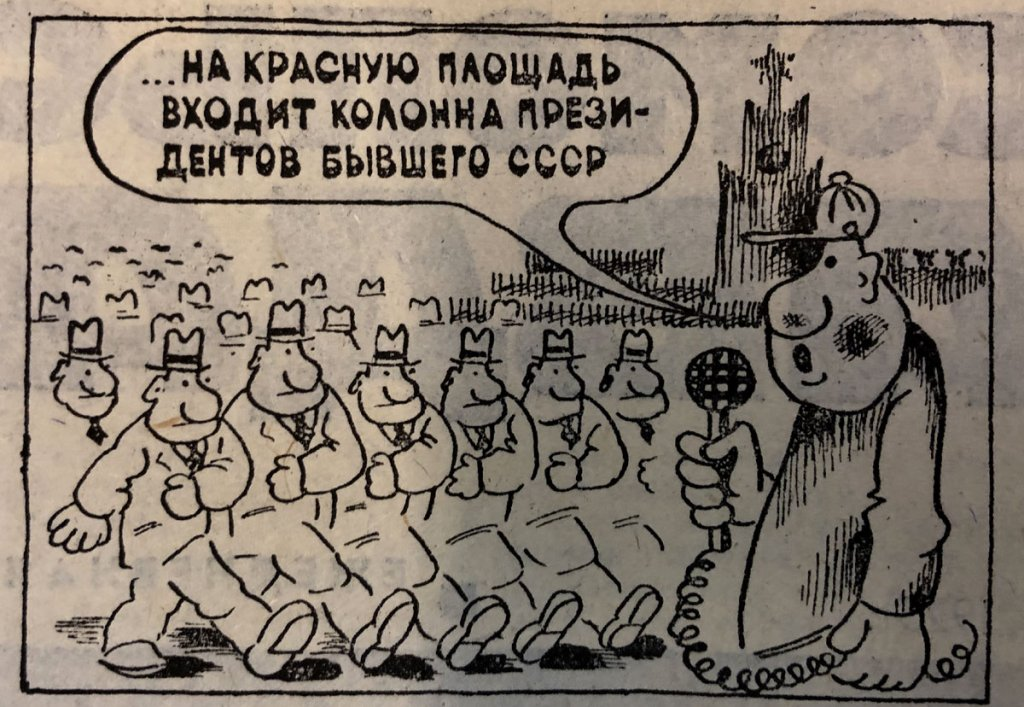 ...НА КРАСНУЮ ПЛОЩАДЬ
ВХОДИТ КОЛОННА ПРЕЗИ-
ДЕНТОВ БЫВШЕГО СССР